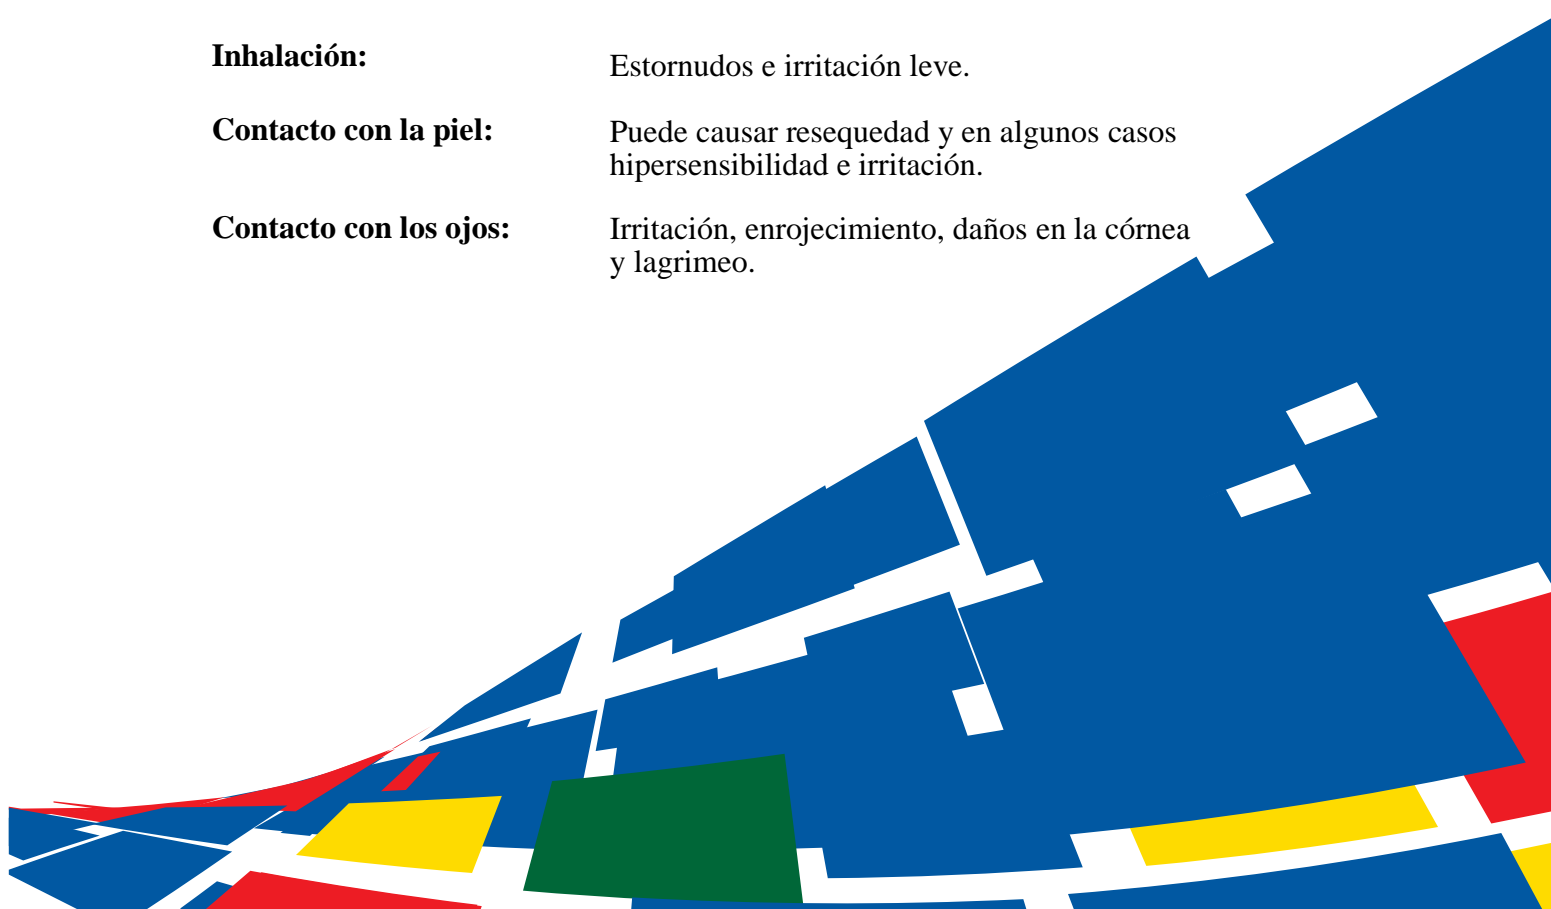 Inhalación: Estornudos e irritación leve.
Contacto con la piel: Puede causar resequedad y en algunos casos
hipersensibilidad e irritación.
Contacto con los ojos: Irritación, enrojecimiento, daños en la córnea
y lagrimeo.